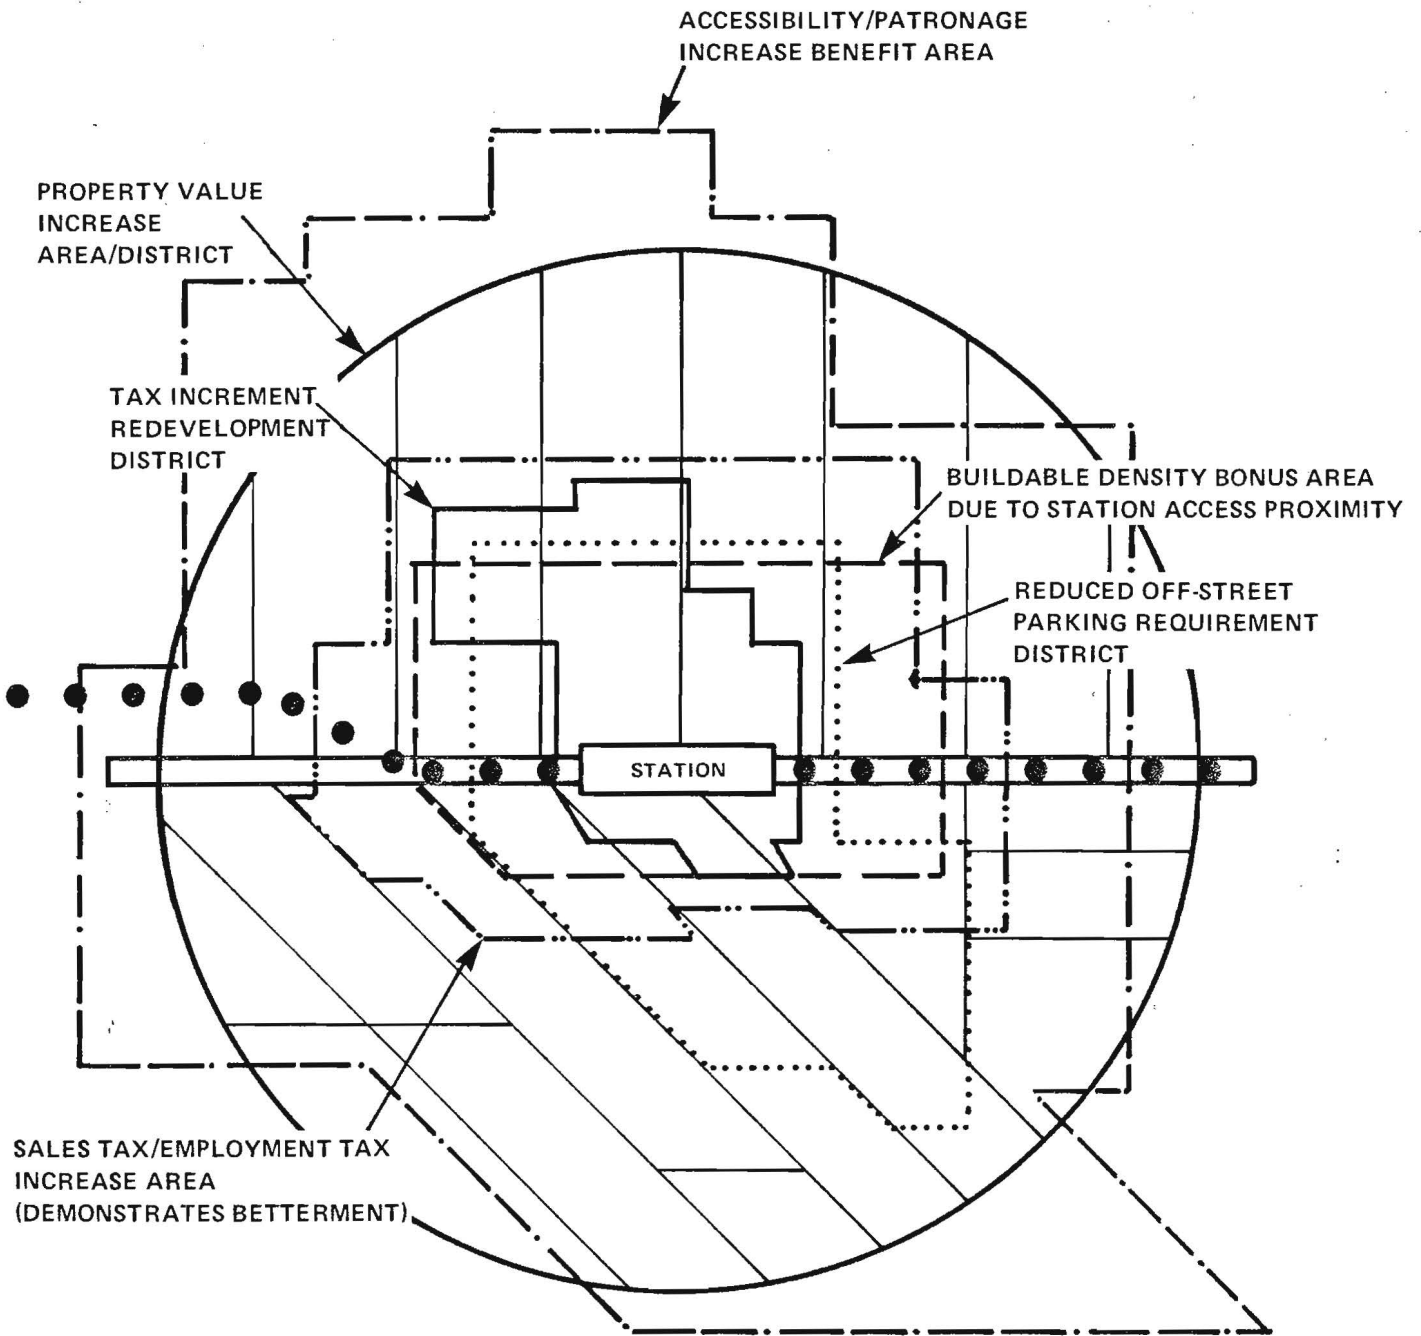 ACCESSIBILITY/PATRONAGE
INCREASE BENEFIT AREA
PROPERTY VALUE
INCREASE
AREA/DISTRICT
TAX INCREMENT
REDEVELOPMENT
DISTRICT
BUILDABLE DENSITY BONUS AREA
DUE TO STATION ACCESS PROXIMITY
REDUCED OFF-STREET
PARKING REQUIREMENT
DISTRICT
STATION
SALES TAX/EMPLOYMENT TAX
INCREASE AREA
(DEMONSTRATES BETTERMENT)